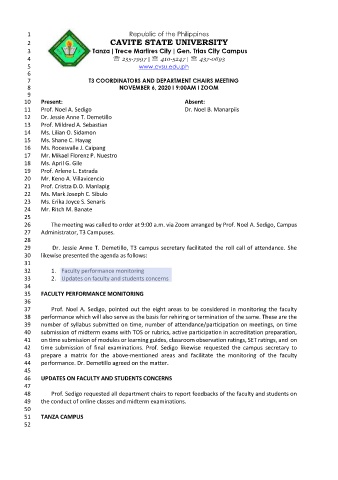 1 Republic of the Philippines
2 CAVITE STATE UNIVERSITY
3 Tanza | Trece Martires City | Gen. Trias City Campus
4 ☏ 235-7997 || ☏ 410-5247 | ☏ 437-0693
5 www.cvsu.edu.ph
6
7 T3 COORDINATORS AND DEPARTMENT CHAIRS MEETING
8 NOVEMBER 6, 2020 I 9:00AM I ZOOM
9
10 Present: Absent:
11 Prof. Noel A. Sedigo Dr. Noel B. Manarpiis
12 Dr. Jessie Anne T. Demetillo
13 Prof. Mildred A. Sebastian
14 Ms. Lilian O. Sidamon
15 Ms. Shane C. Hayag
16 Ms. Rocevalle J. Caipang
17 Mr. Mikael Florenz P. Nuestro
18 Ms. April G. Gile
19 Prof. Arlene L. Estrada
20 Mr. Keno A. Villavicencio
21 Prof. Crista D.D. Manlapig
22 Ms. Mark Joseph C. Sibulo
23 Ms. Erika Joyce S. Senaris
24 Mr. Ritch M. Banate
25
26 The meeting was called to order at 9:00 a.m. via Zoom arranged by Prof. Noel A. Sedigo, Campus
27 Administrator, T3 Campuses.
28
29 Dr. Jessie Anne T. Demetillo, T3 campus secretary facilitated the roll call of attendance. She
30 likewise presented the agenda as follows:
31
32 1. Faculty performance monitoring
33 2. Updates on faculty and students concerns
34
35 FACULTY PERFORMANCE MONITORING
36
37 Prof. Noel A. Sedigo, pointed out the eight areas to be considered in monitoring the faculty
38 performance which will also serve as the basis for rehiring or termination of the same. These are the
39 number of syllabus submitted on time, number of attendance/participation on meetings, on time
40 submission of midterm exams with TOS or rubrics, active participation in accreditation preparation,
41 on time submission of modules or learning guides, classroom observation ratings, SET ratings, and on
42 time submission of final examinations. Prof. Sedigo likewise requested the campus secretary to
43 prepare a matrix for the above-mentioned areas and facilitate the monitoring of the faculty
44 performance. Dr. Demetillo agreed on the matter.
45
46 UPDATES ON FACULTY AND STUDENTS CONCERNS
47
48 Prof. Sedigo requested all department chairs to report feedbacks of the faculty and students on
49 the conduct of online classes and midterm examinations.
50
51 TANZA CAMPUS
52